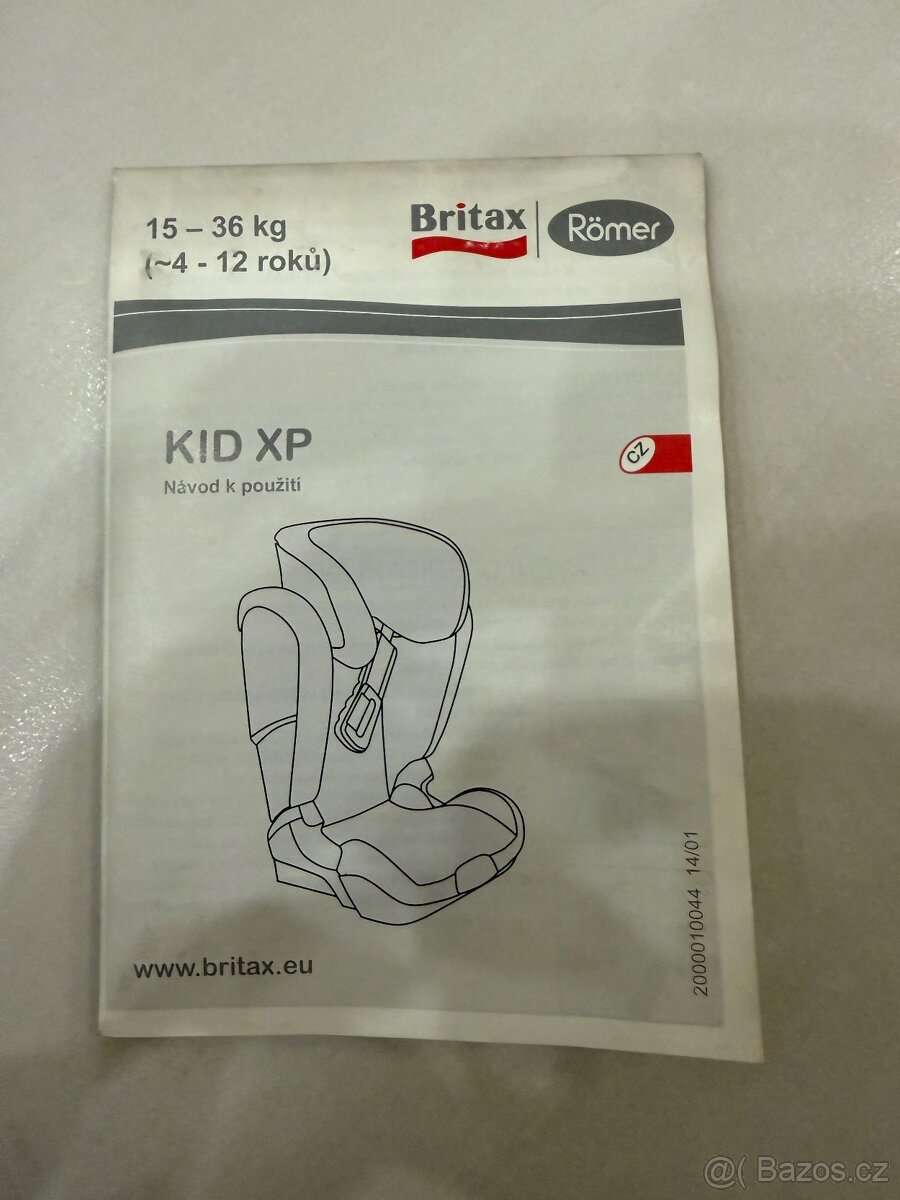 15 – 36 kg
(~4 - 12 roků)
Britax
Römer
KID XP
Návod k použití
CZ
www.britax.eu
2000010044 14/01
@( Bazos.cz